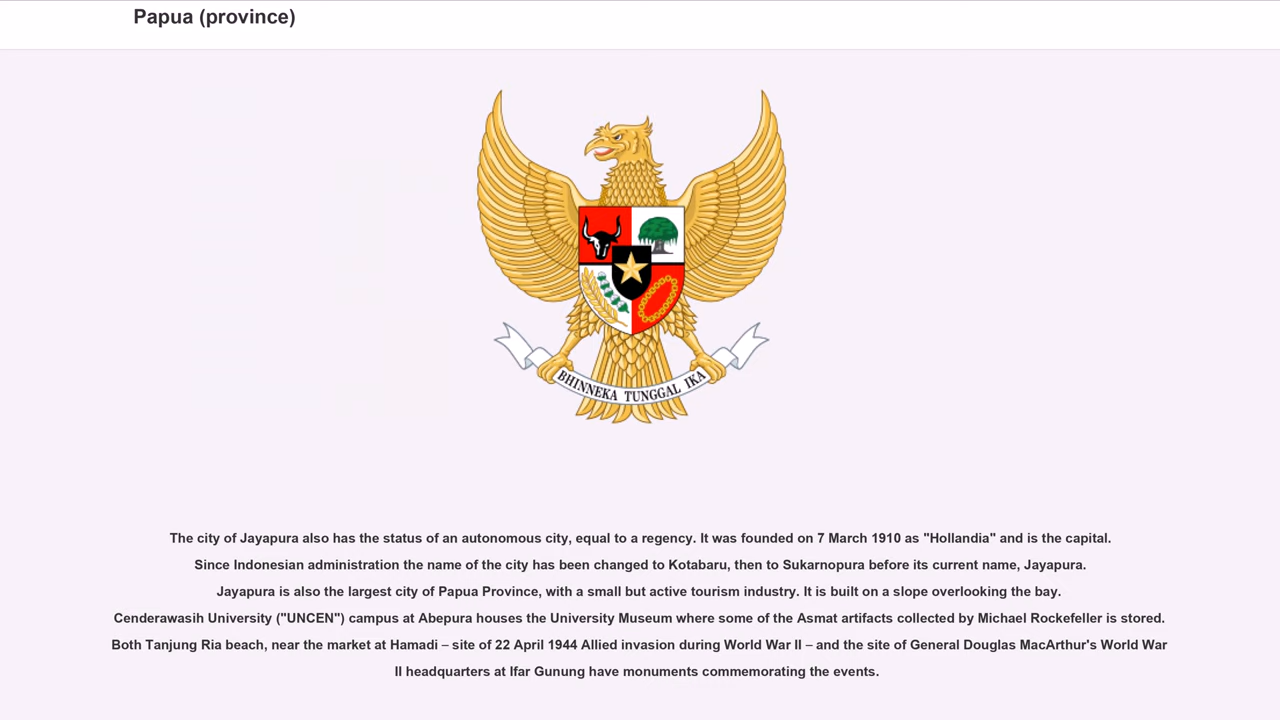 Papua (province)
BHINNEKA TUNGGAL IKA
The city of Jayapura also has the status of an autonomous city, equal to a regency. It was founded on 7 March 1910 as "Hollandia" and is the capital.
Since Indonesian administration the name of the city has been changed to Kotabaru, then to Sukarnopura before its current name, Jayapura.
Jayapura is also the largest city of Papua Province, with a small but active tourism industry. It is built on a slope overlooking the bay.
Cenderawasih University ("UNCEN") campus at Abepura houses the University Museum where some of the Asmat artifacts collected by Michael Rockefeller is stored.
Both Tanjung Ria beach, near the market at Hamadi – site of 22 April 1944 Allied invasion during World War II – and the site of General Douglas MacArthur's World War
II headquarters at Ifar Gunung have monuments commemorating the events.